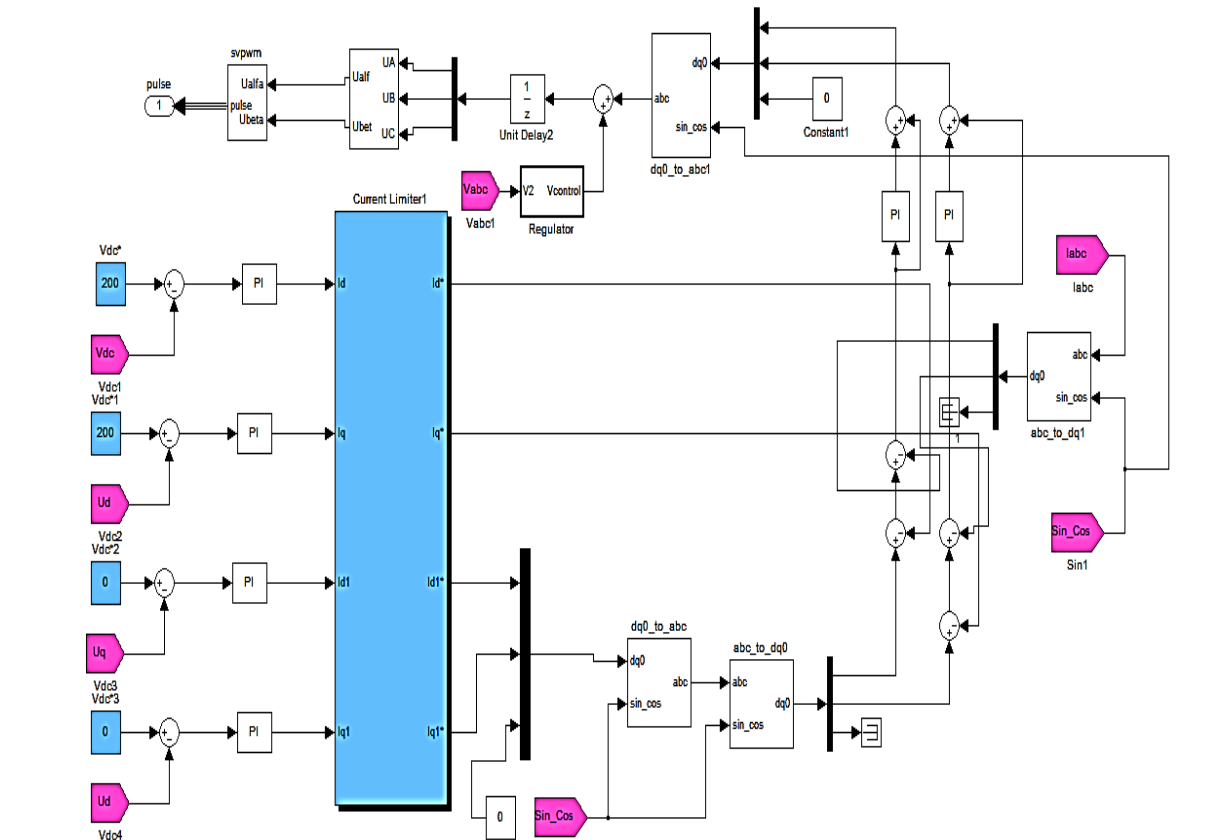 svpwm
pulse
1
Ualfa
pulse
Ubeta
Ualf
Ubet
UA
UB
UC
1
z
Unit Delay2
+
+
abc
dq0
sin_cos
dq0_to_abc1
0
Constant1
Vabc
Vabc1
V2 Vcontrol
Regulator
+
+
+
+
PI
PI
Iabc
Iabc
Current Limiter1
Vdc*
200
+
−
PI
Id
Id*
Vdc
Vdc1
Vdc*1
200
+
−
PI
Iq
Iq*
Ud
Vdc2
Vdc*2
0
+
−
PI
Id1
Id1*
Uq
Vdc3
Vdc*3
0
+
−
PI
Iq1
Iq1*
Ud
Vdc4
abc
dq0
sin_cos
abc_to_dq1
1
−
+
−
+
−
+
−
+
Sin_Cos
Sin1
dq0_to_abc
dq0
abc
sin_cos
abc_to_dq0
abc
dq0
sin_cos
0
Sin_Cos